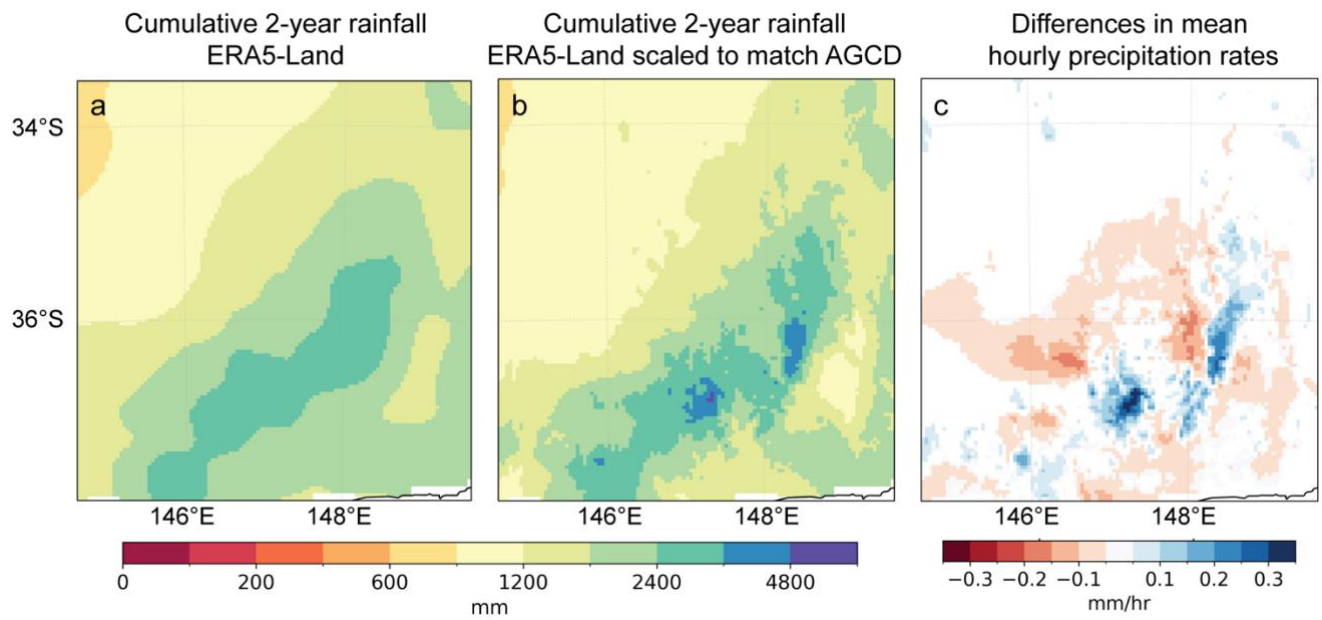 Cumulative 2-year rainfall
ERA5-Land
Cumulative 2-year rainfall
ERA5-Land scaled to match AGCD
Differences in mean
hourly precipitation rates
a
b
c
34°S
36°S
146°E 148°E
146°E 148°E
146°E 148°E
0 200 600 1200 2400 4800
mm
−0.3 −0.2 −0.1 0.1 0.2 0.3
mm/hr